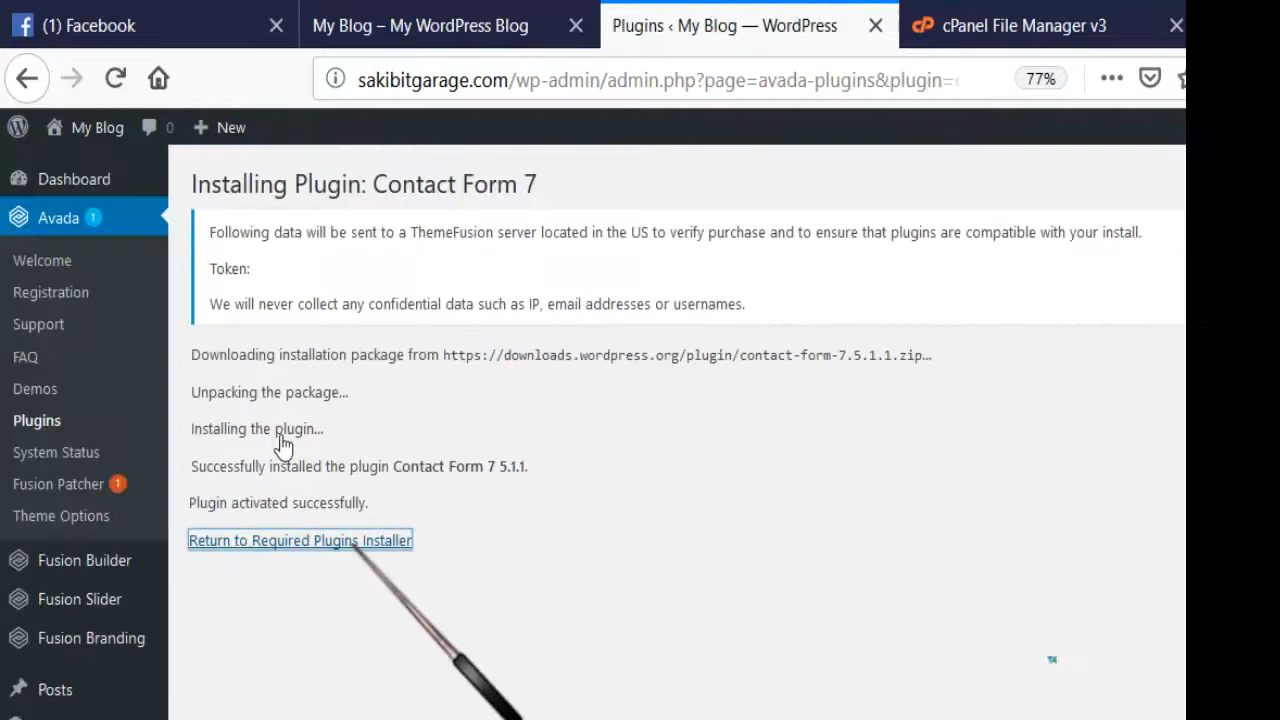 (1) Facebook
My Blog – My WordPress Blog
Plugins ‹ My Blog — WordPress
cPanel File Manager v3
sakibitgarage.com/wp-admin/admin.php?page=avada-plugins&plugin=
77%
My Blog
0
New
Dashboard
Avada 1
Welcome
Registration
Support
FAQ
Demos
Plugins
System Status
Fusion Patcher 1
Theme Options
Fusion Builder
Fusion Slider
Fusion Branding
Posts
Installing Plugin: Contact Form 7
Following data will be sent to a ThemeFusion server located in the US to verify purchase and to ensure that plugins are compatible with your install.
Token:
We will never collect any confidential data such as IP, email addresses or usernames.
Downloading installation package from https://downloads.wordpress.org/plugin/contact-form-7.5.1.1.zip…
Unpacking the package…
Installing the plugin…
Successfully installed the plugin Contact Form 7 5.1.1.
Plugin activated successfully.
Return to Required Plugins Installer